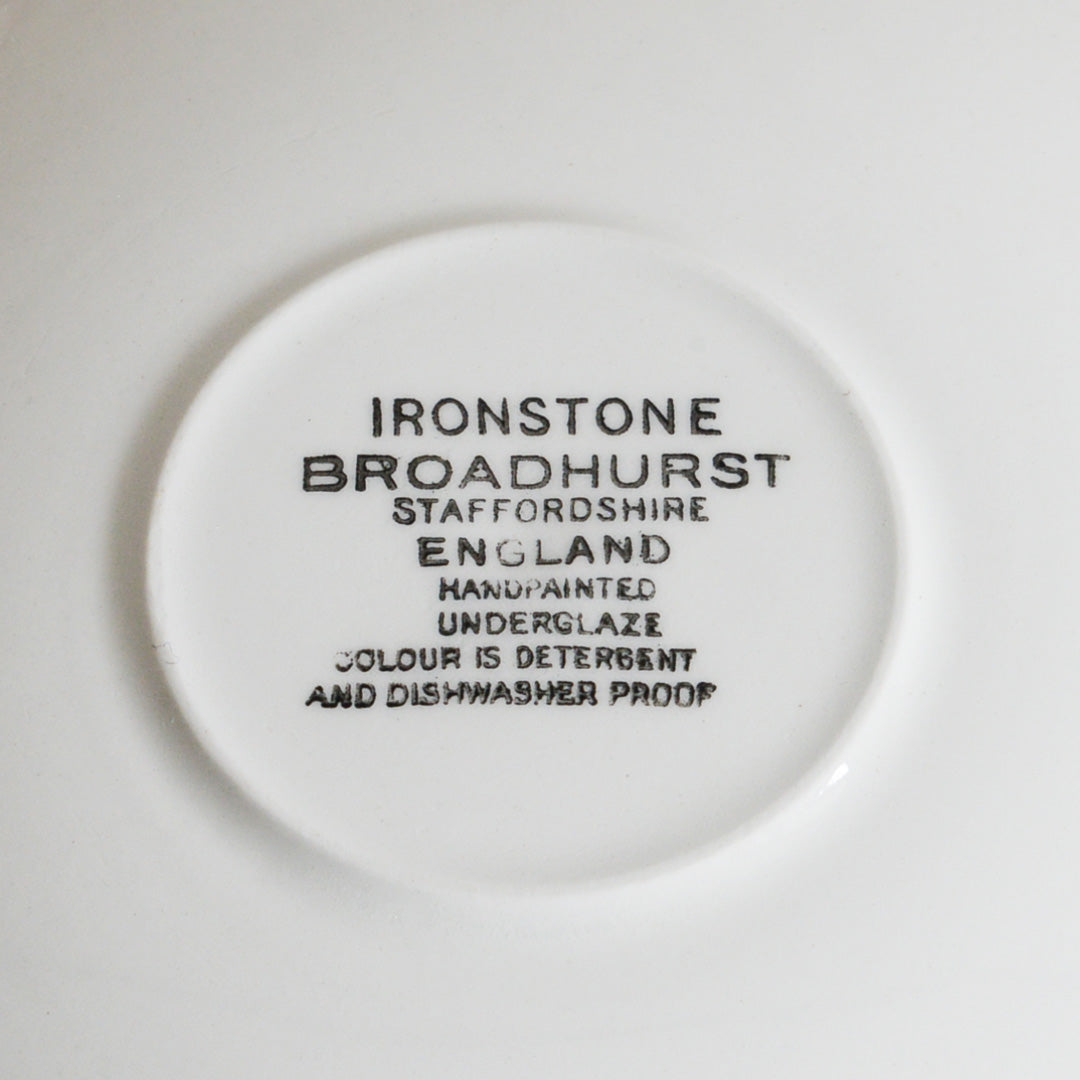 IRONSTONE
BROADHURST
STAFFORDSHIRE
ENGLAND
HANDPAINTED
UNDERGLAZE
COLOUR IS DETERGENT
AND DISHWASHER PROOF